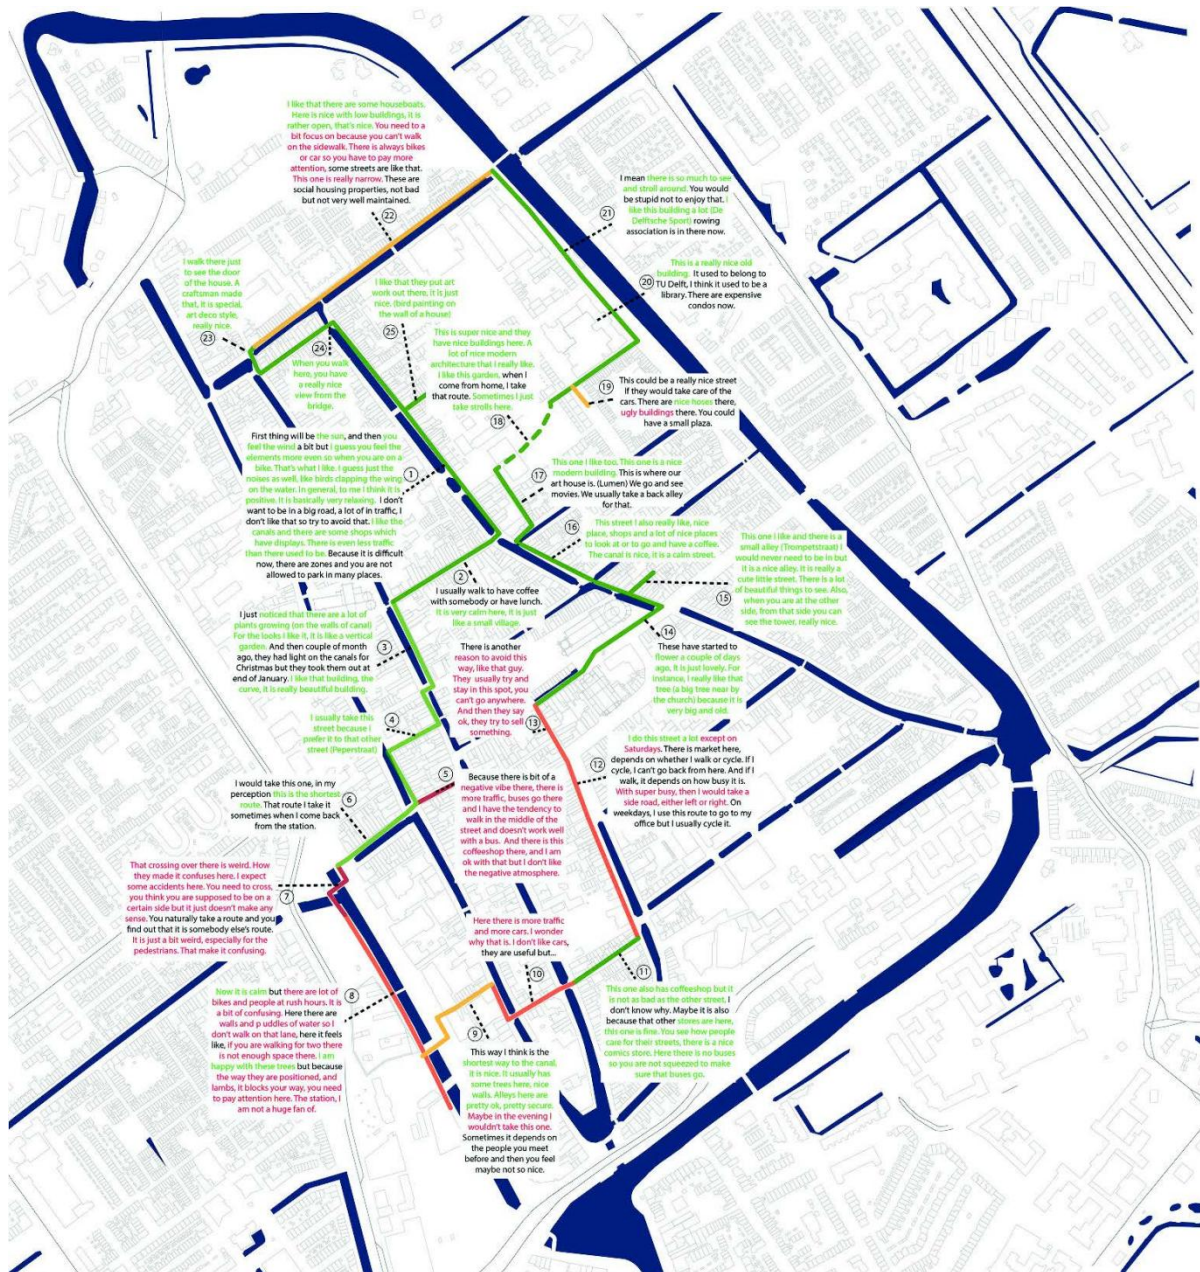 I like that there are some houseboats.
Here is nice with low buildings, it is
rather open, that's nice. You need to a
bit focus on because you can't walk
on the sidewalk. There is always bikes
or car so you have to pay more
attention, some streets are like that.
This one is really narrow. These are
social housing properties, not bad
but not very well maintained.
22
I mean there is so much to see
and stroll around. You would
be stupid not to enjoy that. I
like this building a lot (De
Delftsche Sport) rowing
association is in there now.
21
This is a really nice old
building. It used to belong to
TU Delft, I think it used to be a
library. There are expensive
condos now.
20
I walk there just
to see the door
of the house. A
craftsman made
that, it is special,
art deco style,
really nice.
23
I like that they put art
work out there, it is just
nice. (bird painting on
the wall of a house)
25
24
When you walk
here, you have
a really nice
view from the
bridge.
This is super nice and they
have nice buildings here. A
lot of nice modern
architecture that I really like.
I like this garden, when I
come from home, I take
that route. Sometimes I just
take strolls here.
18
19
This could be a really nice street
If they would take care of the
cars. There are nice hoses there,
ugly buildings there. You could
have a small plaza.
First thing will be the sun, and then you
feel the wind a bit but I guess you feel the
elements more even so when you are on a
bike. That's what I like. I guess just the
noises as well, like birds clapping the wing
on the water. In general, to me I think it is
positive. It is basically very relaxing. I don't
want to be in a big road, a lot of in traffic, I
don't like that so try to avoid that. I like the
canals and there are some shops which
have displays. There is even less traffic
than there used to be. Because it is difficult
now, there are zones and you are not
allowed to park in many places.
1
17
This one I like too. This one is a nice
modern building. This is where our
art house is. (Lumen) We go and see
movies. We usually take a back alley
for that.
16
This street I also really like, nice
place, shops and a lot of nice places
to look at or to go and have a coffee.
The canal is nice, it is a calm street.
This one I like and there is a
small alley (Trompetstraat) I
would never need to be in but
it is a nice alley. It is really a
cute little street. There is a lot
of beautiful things to see. Also,
when you are at the other
side, from that side you can
see the tower, really nice.
15
2
I usually walk to have coffee
with somebody or have lunch.
It is very calm here, it is just
like a small village.
I just noticed that there are a lot of
plants growing (on the walls of canal)
For the looks I like it, it is like a vertical
garden. And then couple of month
ago, they had light on the canals for
Christmas but they took them out at
end of January. I like that building, the
curve, it is really beautiful building.
3
14
These have started to
flower a couple of days
ago, It is just lovely. For
instance, I really like that
tree (a big tree near by
the church) because it is
very big and old.
There is another
reason to avoid this
way, like that guy.
They usually try and
stay in this spot, you
can't go anywhere.
And then they say
ok, they try to sell
something.
13
I usually take this
street because I
prefer it to that other
street (Peperstraat)
4
12
I do this street a lot except on
Saturdays. There is market here,
depends on whether I walk or cycle. If I
cycle, I can't go back from here. And if I
walk, it depends on how busy it is.
With super busy, then I would take a
side road, either left or right. On
weekdays, I use this route to go to my
office but I usually cycle it.
5
Because there is bit of a
negative vibe there, there is
more traffic, buses go there
and I have the tendency to
walk in the middle of the
street and doesn't work well
with a bus. And there is this
coffeeshop there, and I am
ok with that but I don't like
the negative atmosphere.
I would take this one, in my
perception this is the shortest
route. That route I take it
sometimes when I come back
from the station.
6
That crossing over there is weird. How
they made it confuses here. I expect
some accidents here. You need to cross,
you think you are supposed to be on a
certain side but it just doesn't make any
sense. You naturally take a route and you
find out that it is somebody else's route.
It is just a bit weird, especially for the
pedestrians. That make it confusing.
7
Here there is more traffic
and more cars. I wonder
why that is. I don't like cars,
they are useful but...
10
11
This one also has coffeeshop but it
is not as bad as the other street, I
don't know why. Maybe it is also
because that other stores are here,
this one is fine. You see how people
care for their streets, there is a nice
comics store. Here there is no buses
so you are not squeezed to make
sure that buses go.
Now it is calm but there are lot of
bikes and people at rush hours. It is
a bit of confusing. Here there are
walls and p uddles of water so I
don't walk on that lane, here it feels
like, if you are walking for two there
is not enough space there. I am
happy with these trees but because
the way they are positioned, and
lambs, it blocks your way, you need
to pay attention here. The station, I
am not a huge fan of.
8
9
This way I think is the
shortest way to the canal,
It is nice. It usually has
some trees here, nice
walls. Alleys here are
pretty ok, pretty secure.
Maybe in the evening I
wouldn't take this one.
Sometimes it depends on
the people you meet
before and then you feel
maybe not so nice.